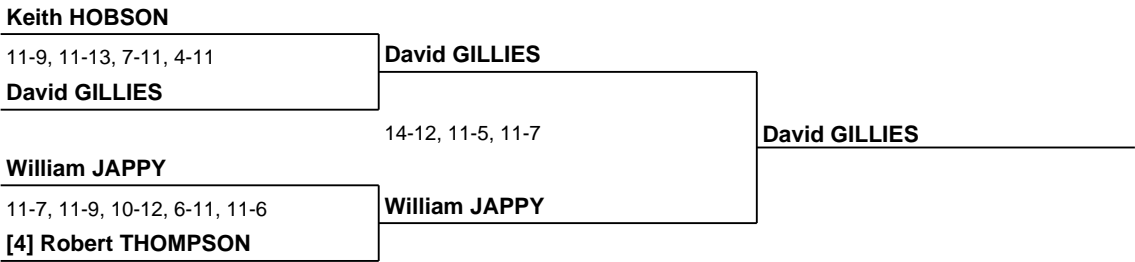 Keith HOBSON
11-9, 11-13, 7-11, 4-11
David GILLIES
David GILLIES
14-12, 11-5, 11-7
David GILLIES
William JAPPY
11-7, 11-9, 10-12, 6-11, 11-6
William JAPPY
[4] Robert THOMPSON